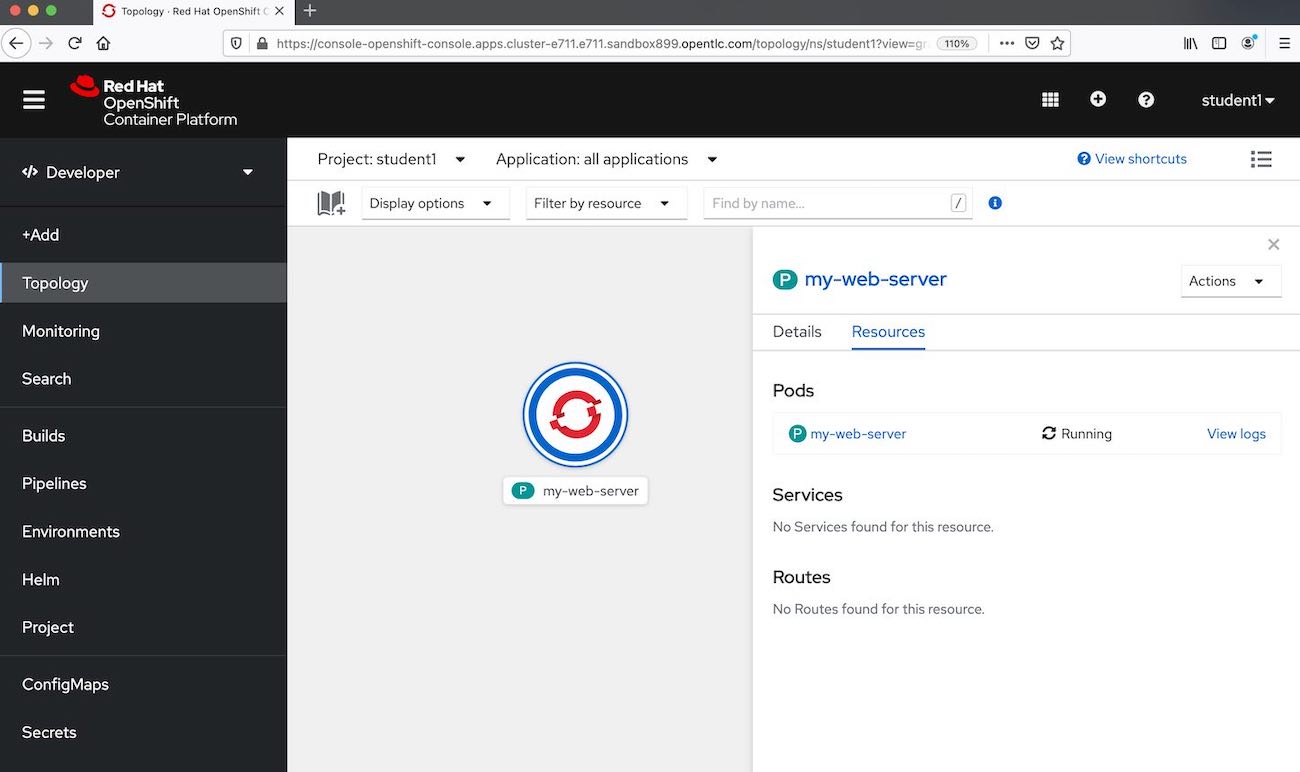 Topology · Red Hat OpenShift C
https://console-openshift-console.apps.cluster-e711.e711.sandbox899.opentlc.com/topology/ns/student1?view=gr
110%
Red Hat
OpenShift
Container Platform
student1
Developer
+Add
Topology
Monitoring
Search
Builds
Pipelines
Environments
Helm
Project
ConfigMaps
Secrets
Project: student1
Application: all applications
View shortcuts
Display options
Filter by resource
Find by name...
/
P my-web-server
P my-web-server
Actions
Details
Resources
Pods
P my-web-server
Running
View logs
Services
No Services found for this resource.
Routes
No Routes found for this resource.